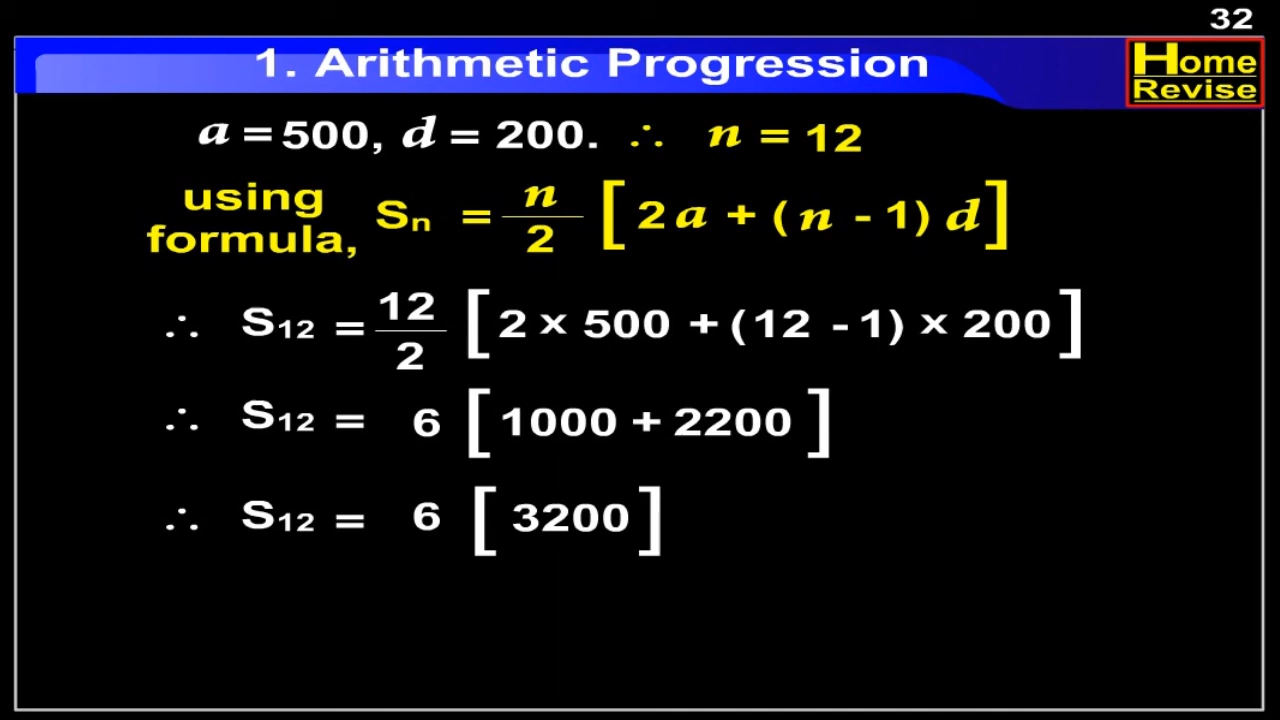 32
1. Arithmetic Progression
Home
Revise
a = 500, d = 200. ∴ n = 12
using formula, Sn = n/2 [ 2a + ( n - 1) d ]
∴ S12 = 12/2 [ 2 × 500 + (12 - 1) × 200 ]
∴ S12 = 6 [ 1000 + 2200 ]
∴ S12 = 6 [ 3200 ]